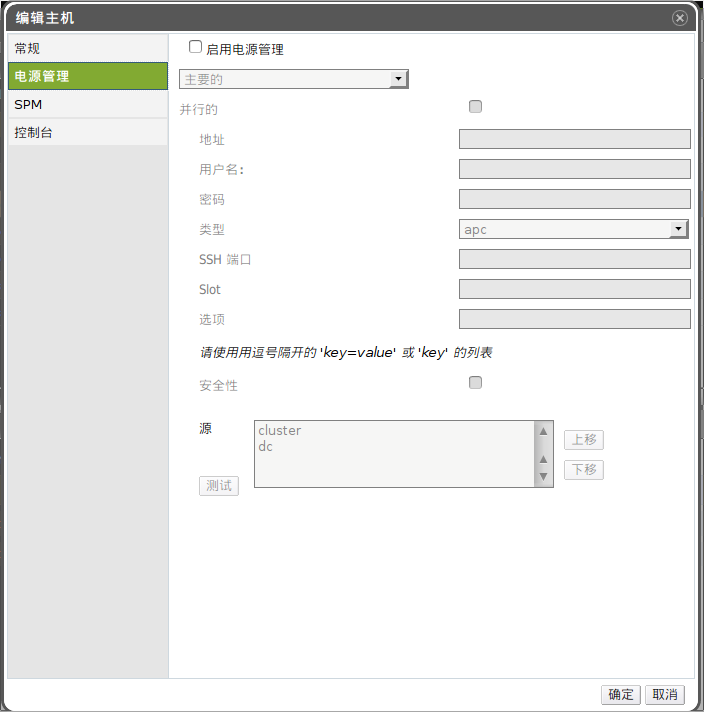 编辑主机
常规
电源管理
SPM
控制台
启用电源管理
主要的
并行的
地址
用户名:
密码
类型
apc
SSH 端口
Slot
选项
请使用用逗号隔开的 'key=value' 或 'key' 的列表
安全性
源
cluster
dc
上移
下移
测试
确定
取消